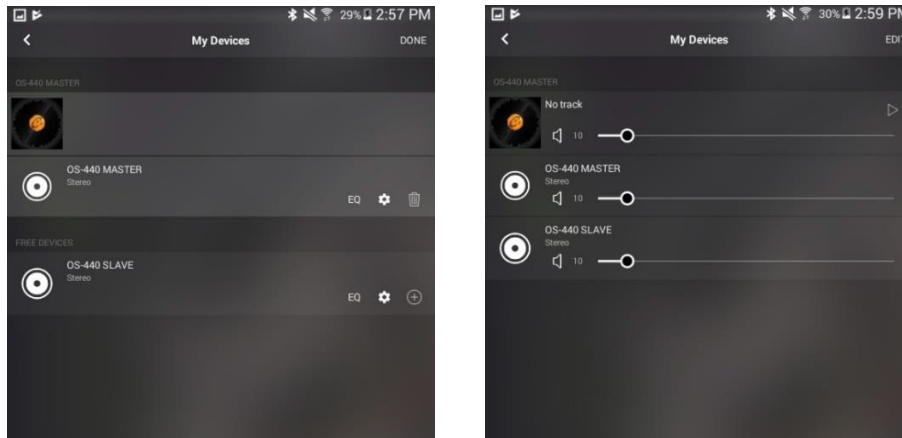 29% 2:57 PM
My Devices
DONE
OS-440 MASTER
OS-440 MASTER
Stereo
EQ
FREE DEVICES
OS-440 SLAVE
Stereo
EQ
30% 2:59 PM
My Devices
EDI
OS-440 MASTER
No track
10
OS-440 MASTER
Stereo
10
OS-440 SLAVE
Stereo
10